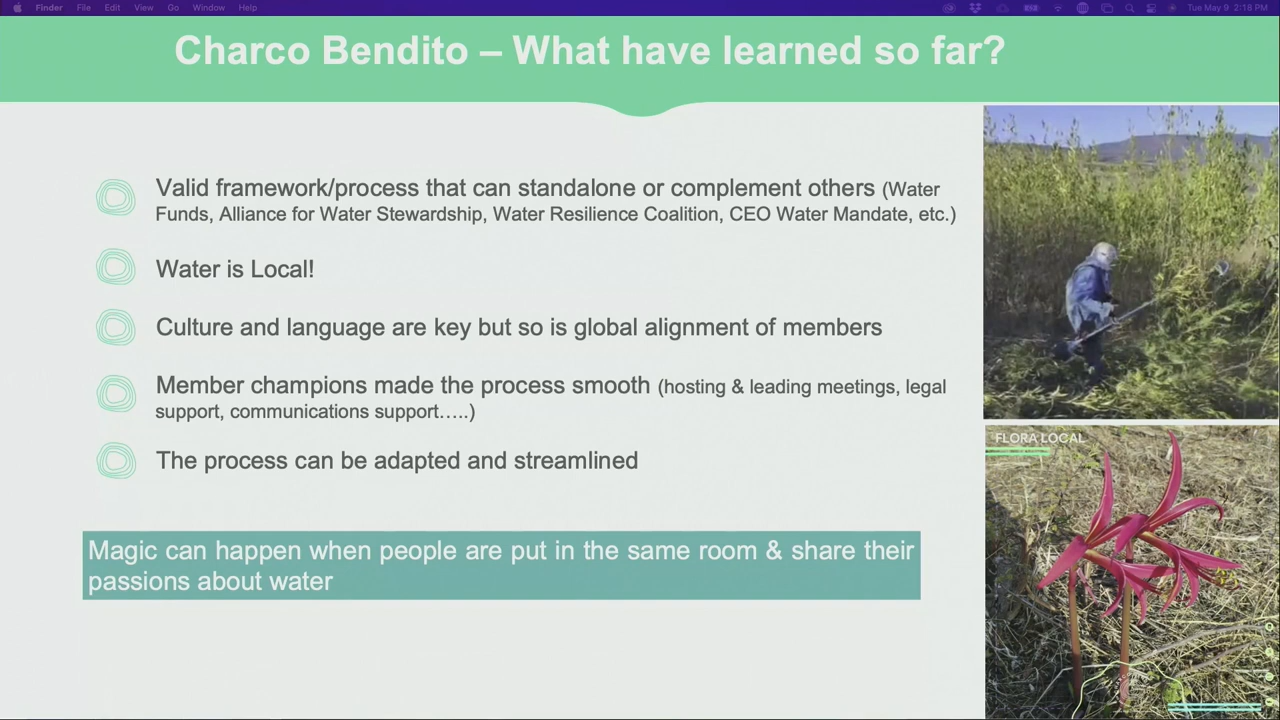 Finder File Edit View Go Window Help
Tue May 9 2:18 PM
Charco Bendito – What have learned so far?
Valid framework/process that can standalone or complement others (Water
Funds, Alliance for Water Stewardship, Water Resilience Coalition, CEO Water Mandate, etc.)
Water is Local!
Culture and language are key but so is global alignment of members
Member champions made the process smooth (hosting & leading meetings, legal
support, communications support…..)
The process can be adapted and streamlined
Magic can happen when people are put in the same room & share their
passions about water
FLORA LOCAL